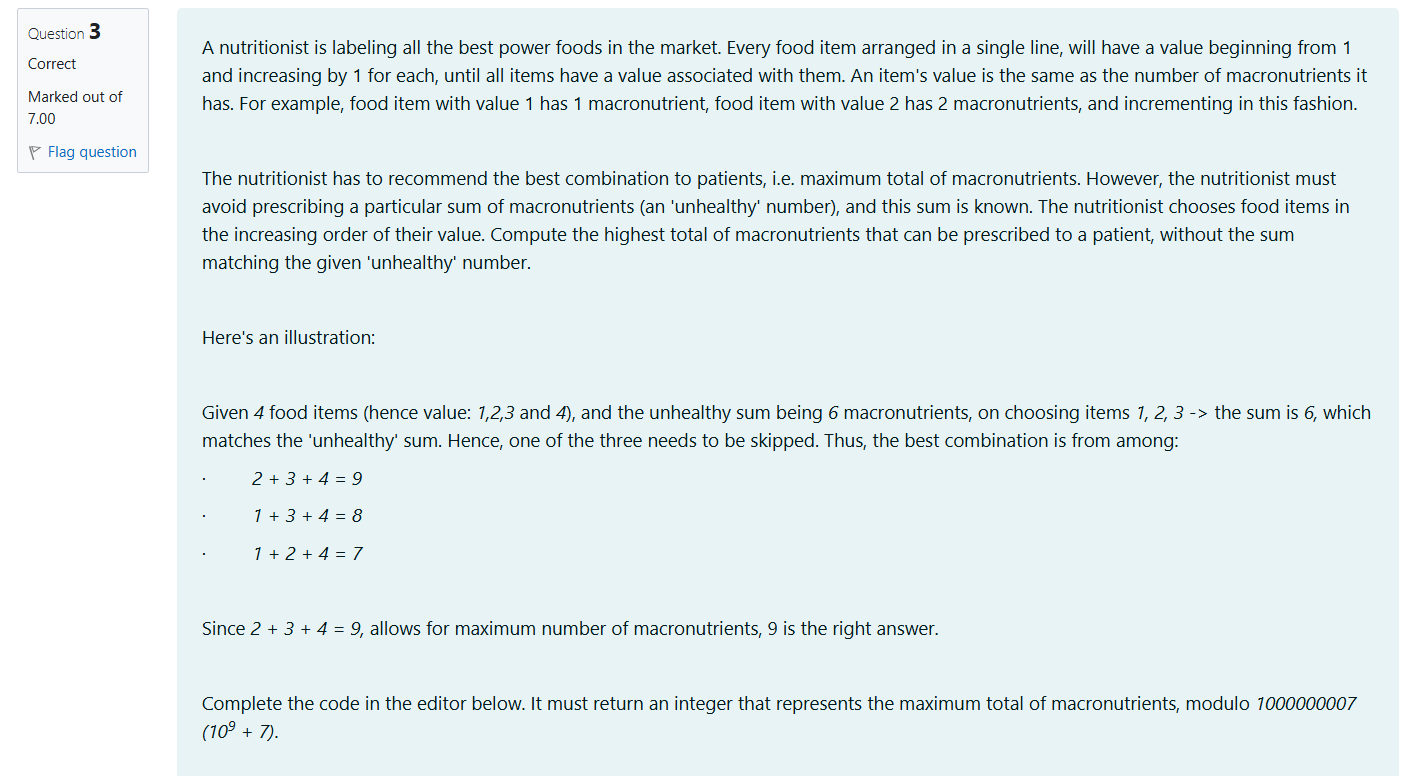 Question 3
Correct
Marked out of
7.00
Flag question
A nutritionist is labeling all the best power foods in the market. Every food item arranged in a single line, will have a value beginning from 1
and increasing by 1 for each, until all items have a value associated with them. An item's value is the same as the number of macronutrients it
has. For example, food item with value 1 has 1 macronutrient, food item with value 2 has 2 macronutrients, and incrementing in this fashion.
The nutritionist has to recommend the best combination to patients, i.e. maximum total of macronutrients. However, the nutritionist must
avoid prescribing a particular sum of macronutrients (an 'unhealthy' number), and this sum is known. The nutritionist chooses food items in
the increasing order of their value. Compute the highest total of macronutrients that can be prescribed to a patient, without the sum
matching the given 'unhealthy' number.
Here's an illustration:
Given 4 food items (hence value: 1,2,3 and 4), and the unhealthy sum being 6 macronutrients, on choosing items 1, 2, 3 -> the sum is 6, which
matches the 'unhealthy' sum. Hence, one of the three needs to be skipped. Thus, the best combination is from among:
· 2 + 3 + 4 = 9
· 1 + 3 + 4 = 8
· 1 + 2 + 4 = 7
Since 2 + 3 + 4 = 9, allows for maximum number of macronutrients, 9 is the right answer.
Complete the code in the editor below. It must return an integer that represents the maximum total of macronutrients, modulo 1000000007
(10⁹ + 7).